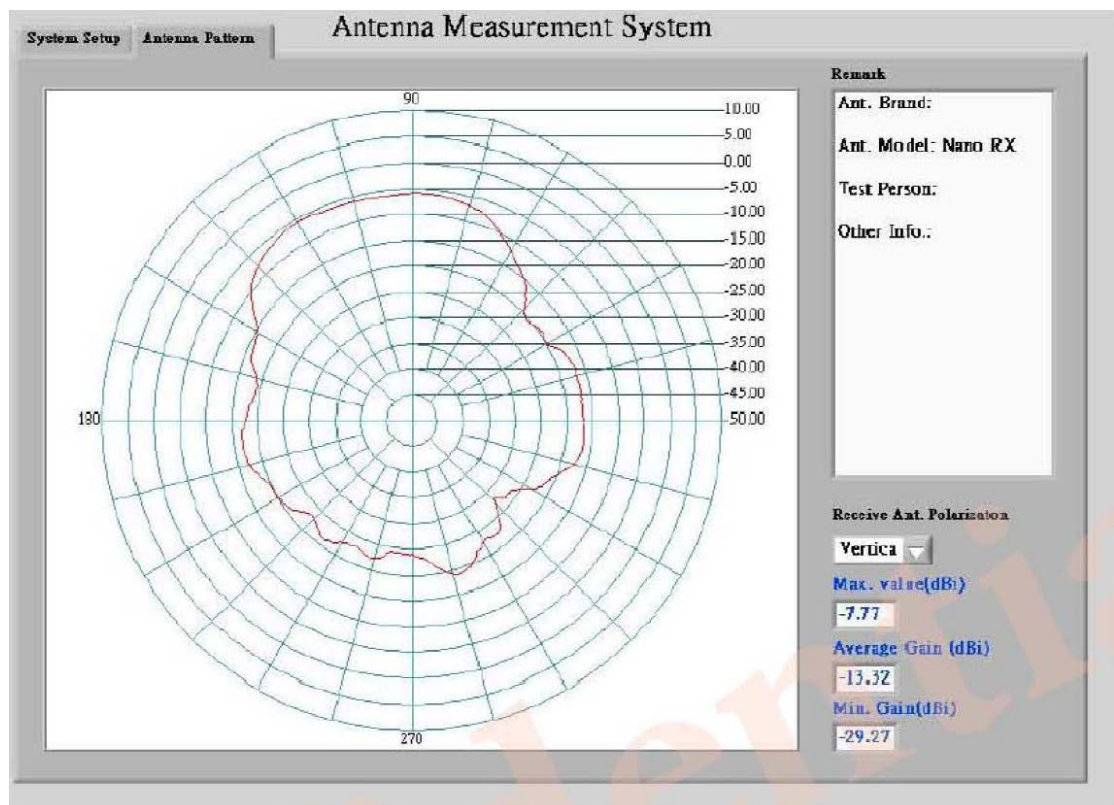 Antenna Measurement System
System Setup
Antenna Pattern
90
10.00
5.00
0.00
-5.00
-10.00
-15.00
-20.00
-25.00
-30.00
-35.00
-40.00
-45.00
-50.00
180
270
Remark
Ant. Brand:
Ant. Model: Nano RX
Test Person:
Other Info.:
Receive Ant. Polarizaton
Vertica
Max. value(dBi)
-7.77
Average Gain (dBi)
-13.32
Min. Gain(dBi)
-29.27